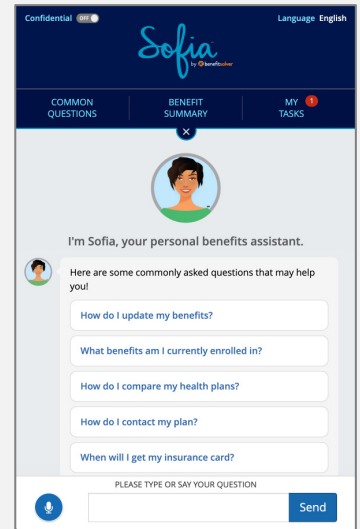 Confidential OFF
Language English
Sofia
by benefitsolver
COMMON
QUESTIONS
BENEFIT
SUMMARY
MY 1
TASKS
I'm Sofia, your personal benefits assistant.
Here are some commonly asked questions that may help
you!
How do I update my benefits?
What benefits am I currently enrolled in?
How do I compare my health plans?
How do I contact my plan?
When will I get my insurance card?
PLEASE TYPE OR SAY YOUR QUESTION
Send